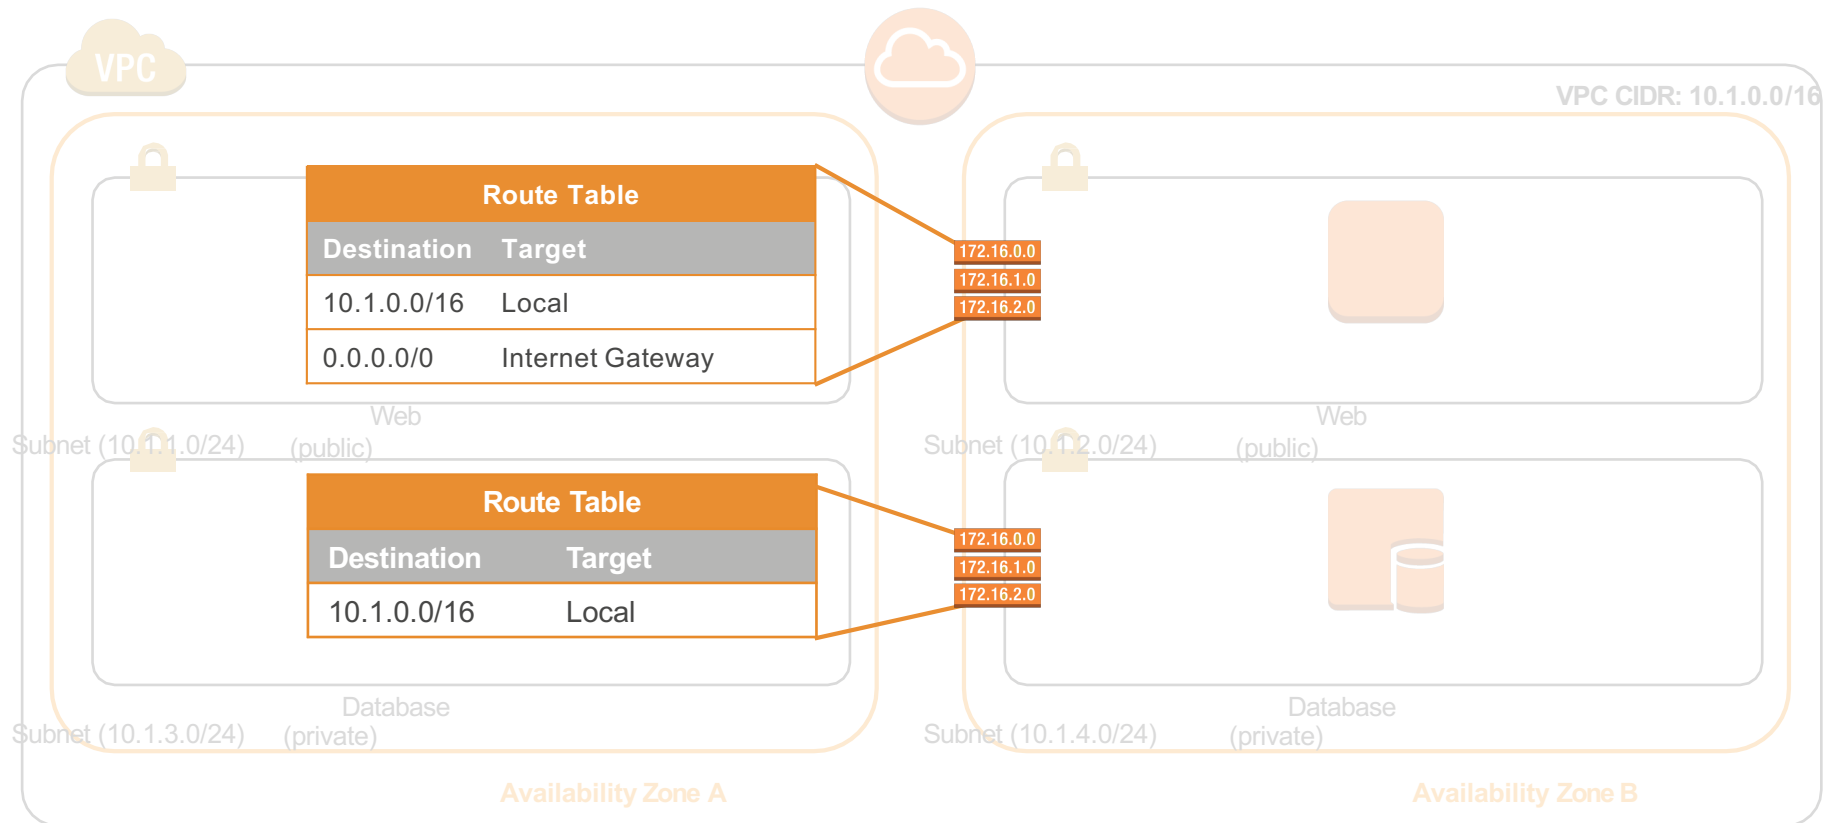 VPC
VPC CIDR: 10.1.0.0/16
Route Table
Destination Target
10.1.0.0/16 Local
0.0.0.0/0 Internet Gateway
172.16.0.0
172.16.1.0
172.16.2.0
Web
Subnet (10.1.1.0/24) (public)
Web
Subnet (10.1.2.0/24) (public)
Route Table
Destination Target
10.1.0.0/16 Local
172.16.0.0
172.16.1.0
172.16.2.0
Database
Subnet (10.1.3.0/24) (private)
Database
Subnet (10.1.4.0/24) (private)
Availability Zone A
Availability Zone B